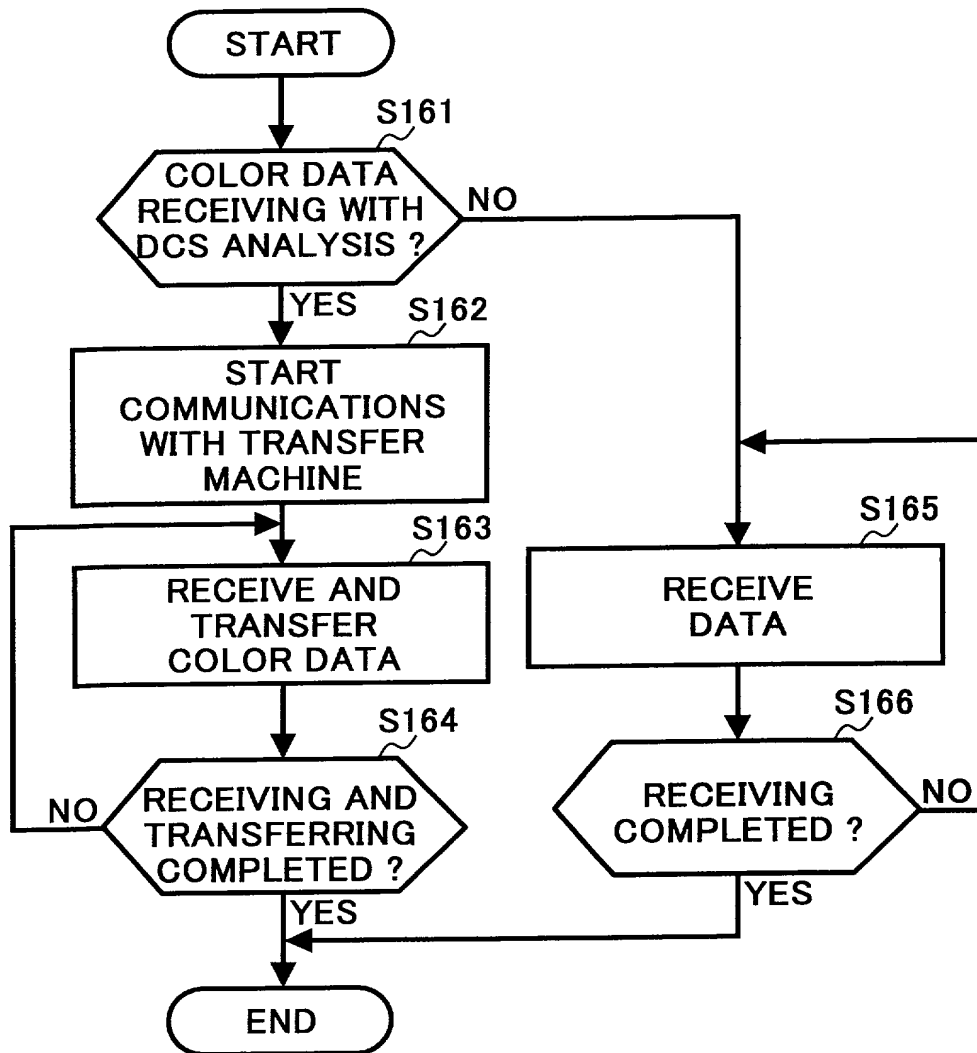 START
S161
COLOR DATA
RECEIVING WITH
DCS ANALYSIS ?
NO
YES
S162
START
COMMUNICATIONS
WITH TRANSFER
MACHINE
S163
RECEIVE AND
TRANSFER
COLOR DATA
S164
RECEIVING AND
TRANSFERRING
COMPLETED ?
NO
YES
S165
RECEIVE
DATA
S166
RECEIVING
COMPLETED ?
NO
YES
END